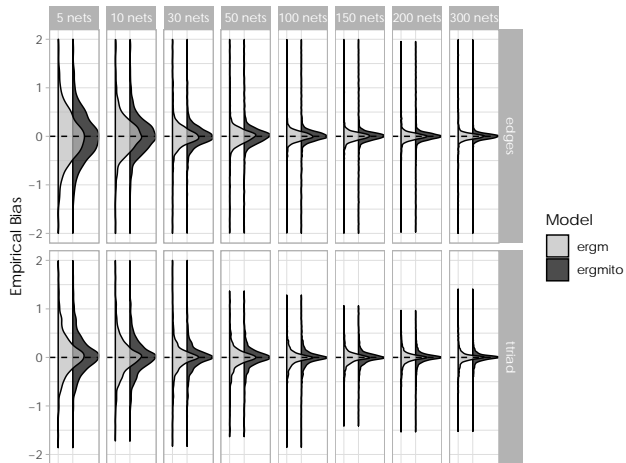 5 nets 10 nets 30 nets 50 nets 100 nets 150 nets 200 nets 300 nets
2
1
0
−1
−2
edges
2
1
0
−1
−2
ttriad
Empirical Bias
Model
ergm
ergmito